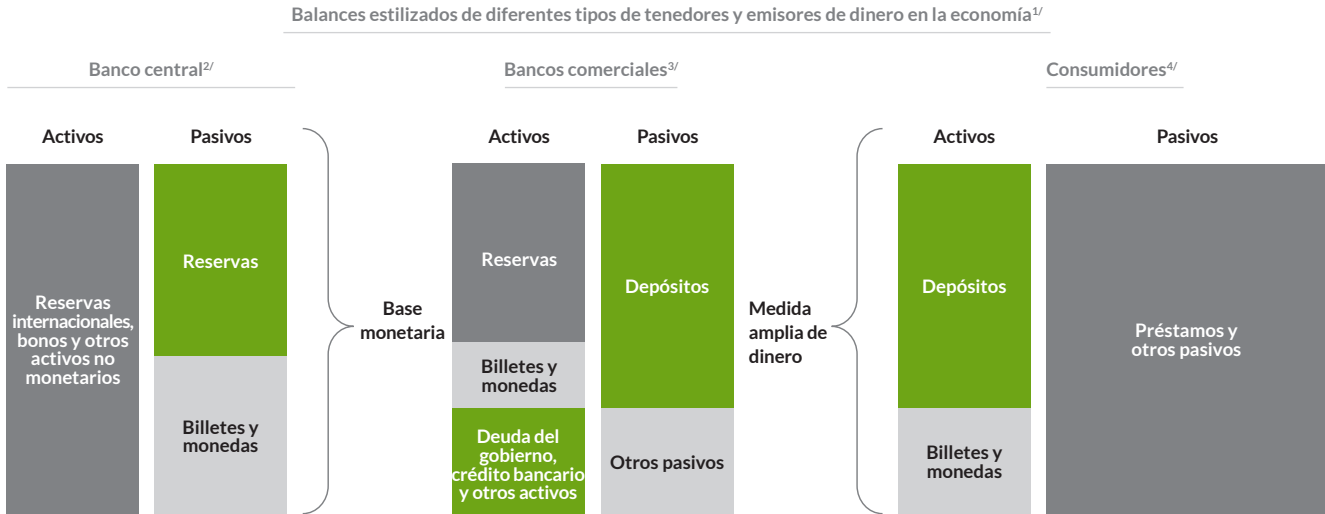 Balances estilizados de diferentes tipos de tenedores y emisores de dinero en la economía1/
Banco central2/
Activos
Pasivos
Reservas
internacionales,
bonos y otros
activos no
monetarios
Reservas
Billetes y
monedas
Base
monetaria
Bancos comerciales3/
Activos
Pasivos
Reservas
Billetes y
monedas
Deuda del
gobierno,
crédito bancario
y otros activos
Depósitos
Otros pasivos
Medida
amplia de
dinero
Consumidores4/
Activos
Pasivos
Depósitos
Billetes y
monedas
Préstamos y
otros pasivos